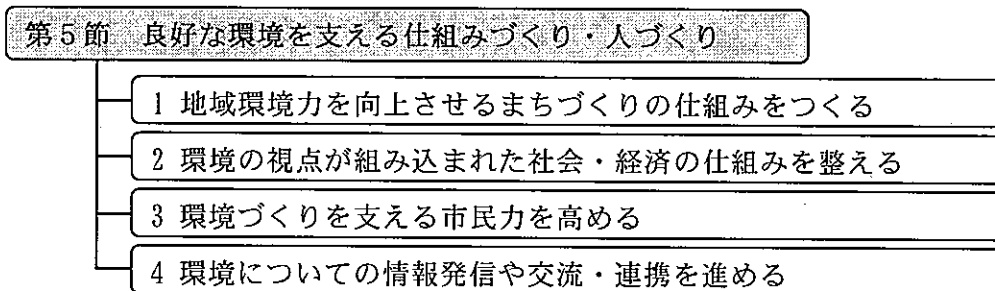 第5節　良好な環境を支える仕組みづくり・人づくり
1 地域環境力を向上させるまちづくりの仕組みをつくる
2 環境の視点が組み込まれた社会・経済の仕組みを整える
3 環境づくりを支える市民力を高める
4 環境についての情報発信や交流・連携を進める